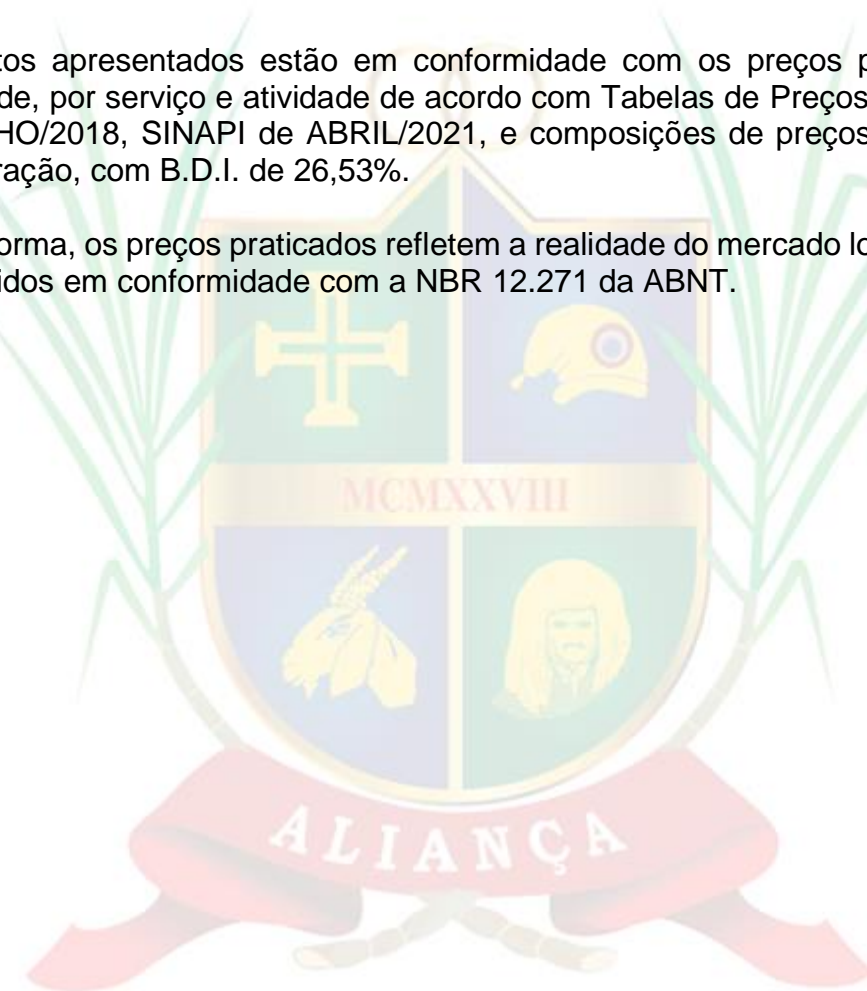 tos apresentados estão em conformidade com os preços p
de, por serviço e atividade de acordo com Tabelas de Preços
HO/2018, SINAPI de ABRIL/2021, e composições de preços
ração, com B.D.I. de 26,53%.
orma, os preços praticados refletem a realidade do mercado lo
idos em conformidade com a NBR 12.271 da ABNT.
MCMXXVIII
ALIANÇA